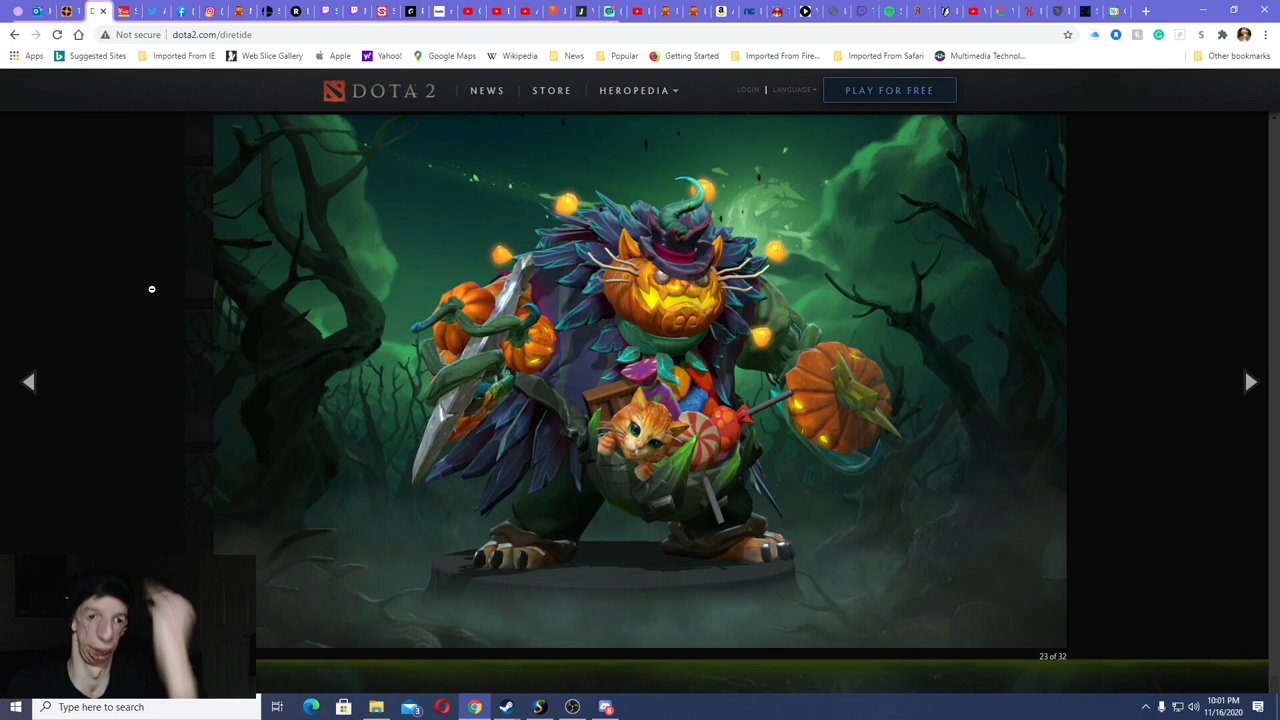 Not secure
dota2.com/diretide
Apps
Suggested Sites
Imported From IE
Web Slice Gallery
Apple
Yahoo!
Google Maps
Wikipedia
News
Popular
Getting Started
Imported From Fire...
Imported From Safari
Multimedia Technol...
Other bookmarks
DOTA 2
NEWS
STORE
HEROPEDIA
LOGIN
LANGUAGE
PLAY FOR FREE
23 of 32
Type here to search
10:01 PM
11/16/2020